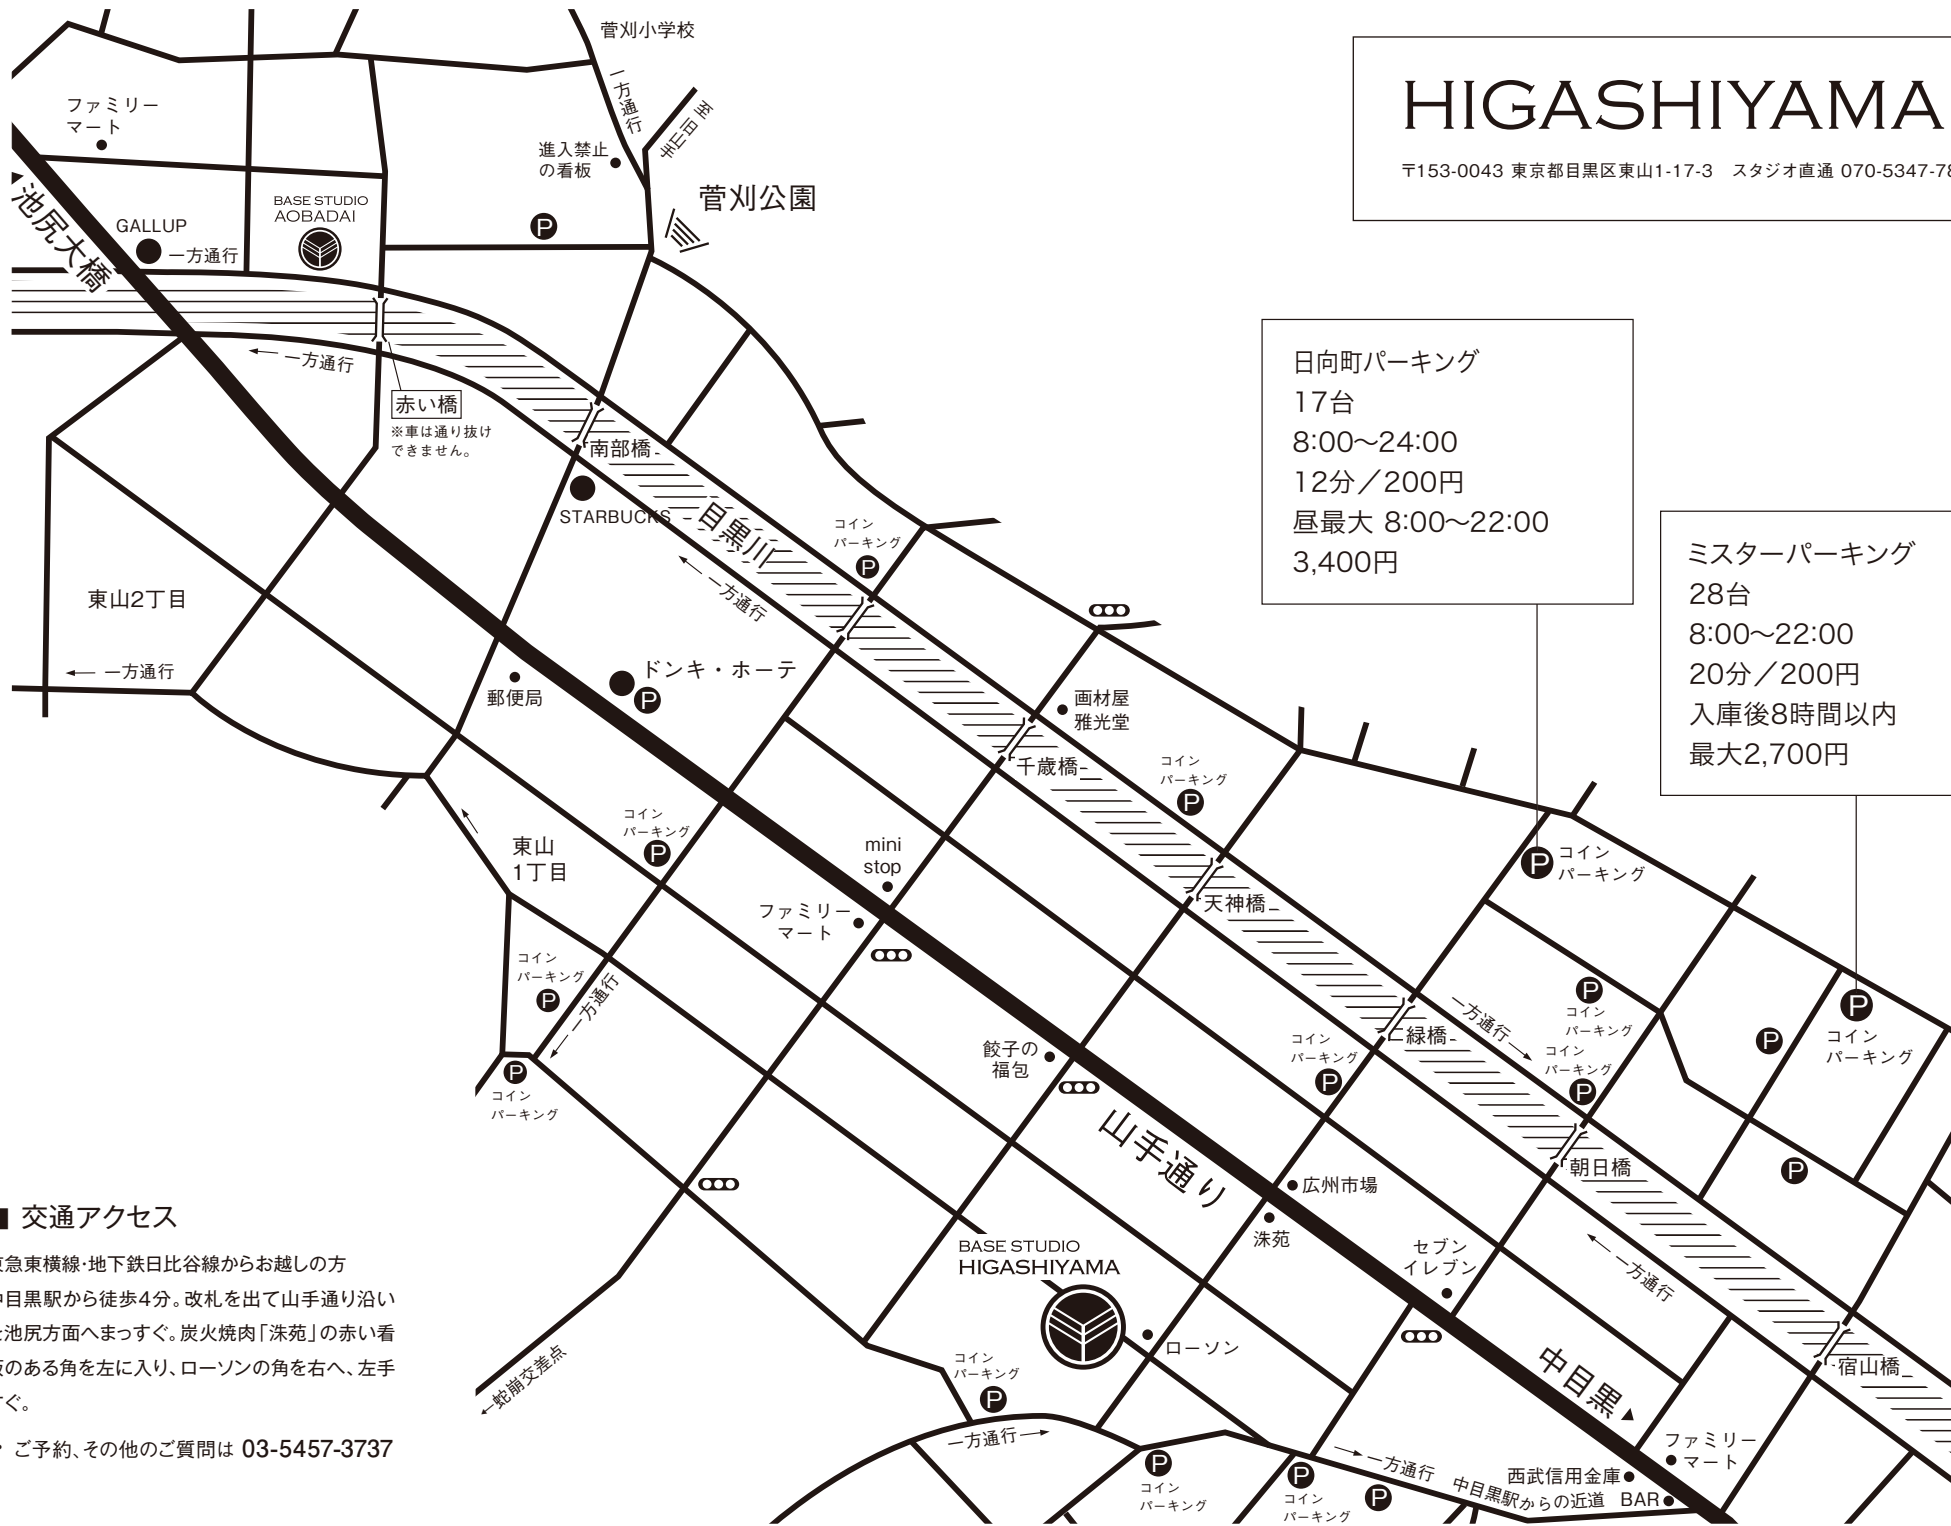 菅刈小学校
一方通行
至旧山手
ファミリー
マート
進入禁止
の看板
P
菅刈公園
HIGASHIYAMA
〒153-0043 東京都目黒区東山1-17-3 スタジオ直通 070-5347-78
池尻大橋
GALLUP
一方通行
BASE STUDIO
AOBADAI
一方通行
赤い橋
※車は通り抜け
できません。
南部橋
STARBUCKS
目黒川
一方通行
コイン
パーキング
P
日向町パーキング
17台
8:00〜24:00
12分／200円
昼最大 8:00〜22:00
3,400円
ミスターパーキング
28台
8:00〜22:00
20分／200円
入庫後8時間以内
最大2,700円
東山2丁目
一方通行
郵便局
ドンキ・ホーテ
P
画材屋
雅光堂
千歳橋
コイン
パーキング
P
コイン
パーキング
P
東山
1丁目
mini
stop
ファミリー
マート
天神橋
P
コイン
パーキング
コイン
パーキング
P
一方通行
P
コイン
パーキング
餃子の
福包
コイン
パーキング
P
緑橋
一方通行
P
コイン
パーキング
コイン
パーキング
P
P
P
コイン
パーキング
P
山手通り
朝日橋
広州市場
洙苑
セブン
イレブン
一方通行
■ 交通アクセス
急東横線・地下鉄日比谷線からお越しの方
中目黒駅から徒歩4分。改札を出て山手通り沿い
池尻方面へまっすぐ。炭火焼肉「洙苑」の赤い看
のある角を左に入り、ローソンの角を右へ、左手
ぐ。
ご予約、その他のご質問は 03-5457-3737
BASE STUDIO
HIGASHIYAMA
ローソン
蛇崩交差点
コイン
パーキング
P
一方通行
P
コイン
パーキング
P
コイン
パーキング
P
一方通行
中目黒
宿山橋
ファミリー
マート
西武信用金庫
中目黒駅からの近道
BAR